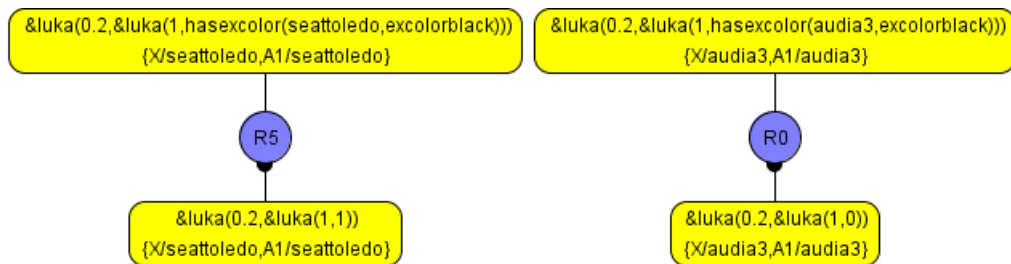 &luka(0.2,&luka(1,hasexcolor(seattoledo,excolorblack)))
{X/seattoledo,A1/seattoledo}
R5
&luka(0.2,&luka(1,1))
{X/seattoledo,A1/seattoledo}
&luka(0.2,&luka(1,hasexcolor(audia3,excolorblack)))
{X/audia3,A1/audia3}
R0
&luka(0.2,&luka(1,0))
{X/audia3,A1/audia3}